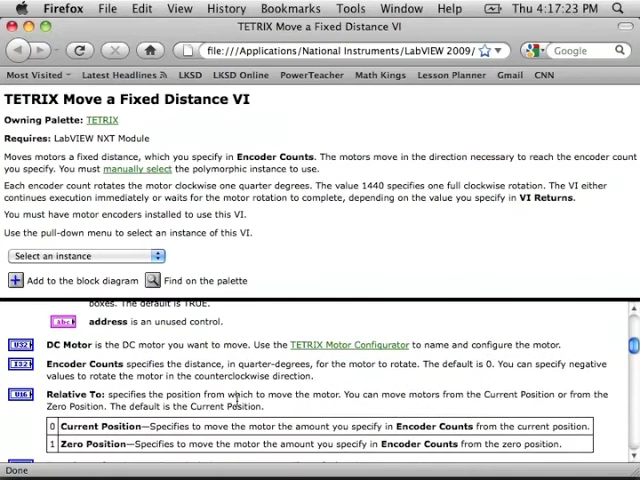 Firefox File Edit View History Bookmarks Tools Window Help Thu 4:17:23 PM
TETRIX Move a Fixed Distance VI
file:///Applications/National Instruments/LabVIEW 2009/ Google
Most Visited Latest Headlines LKSD LKSD Online PowerTeacher Math Kings Lesson Planner Gmail CNN
TETRIX Move a Fixed Distance VI
Owning Palette: TETRIX
Requires: LabVIEW NXT Module
Moves motors a fixed distance, which you specify in Encoder Counts. The motors move in the direction necessary to reach the encoder count
you specify. You must manually select the polymorphic instance to use.
Each encoder count rotates the motor clockwise one quarter degrees. The value 1440 specifies one full clockwise rotation. The VI either
continues execution immediately or waits for the motor rotation to complete, depending on the value you specify in VI Returns.
You must have motor encoders installed to use this VI.
Use the pull-down menu to select an instance of this VI.
Select an instance
Add to the block diagram Find on the palette
boxes. The default is TRUE.
abc address is an unused control.
U32 DC Motor is the DC motor you want to move. Use the TETRIX Motor Configurator to name and configure the motor.
I32 Encoder Counts specifies the distance, in quarter-degrees, for the motor to rotate. The default is 0. You can specify negative
values to rotate the motor in the counterclockwise direction.
U16 Relative To: specifies the position from which to move the motor. You can move motors from the Current Position or from the
Zero Position. The default is the Current Position.
0 Current Position—Specifies to move the motor the amount you specify in Encoder Counts from the current position.
1 Zero Position—Specifies to move the motor the amount you specify in Encoder Counts from the zero position.
Done